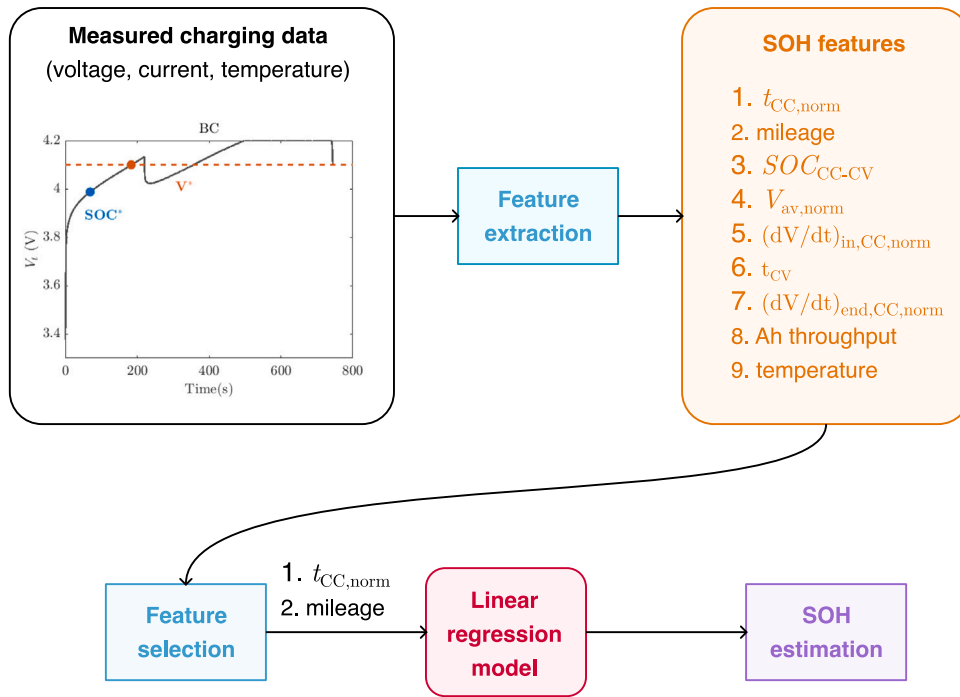 Measured charging data
(voltage, current, temperature)
BC
4.2
4
3.8
3.6
3.4
V_t (V)
V*
SOC*
0
200
400
600
800
Time(s)
Feature
extraction
SOH features
1. t_CC,norm
2. mileage
3. SOC_CC-CV
4. V_av,norm
5. (dV/dt)_in,CC,norm
6. t_CV
7. (dV/dt)_end,CC,norm
8. Ah throughput
9. temperature
Feature
selection
1. t_CC,norm
2. mileage
Linear
regression
model
SOH
estimation